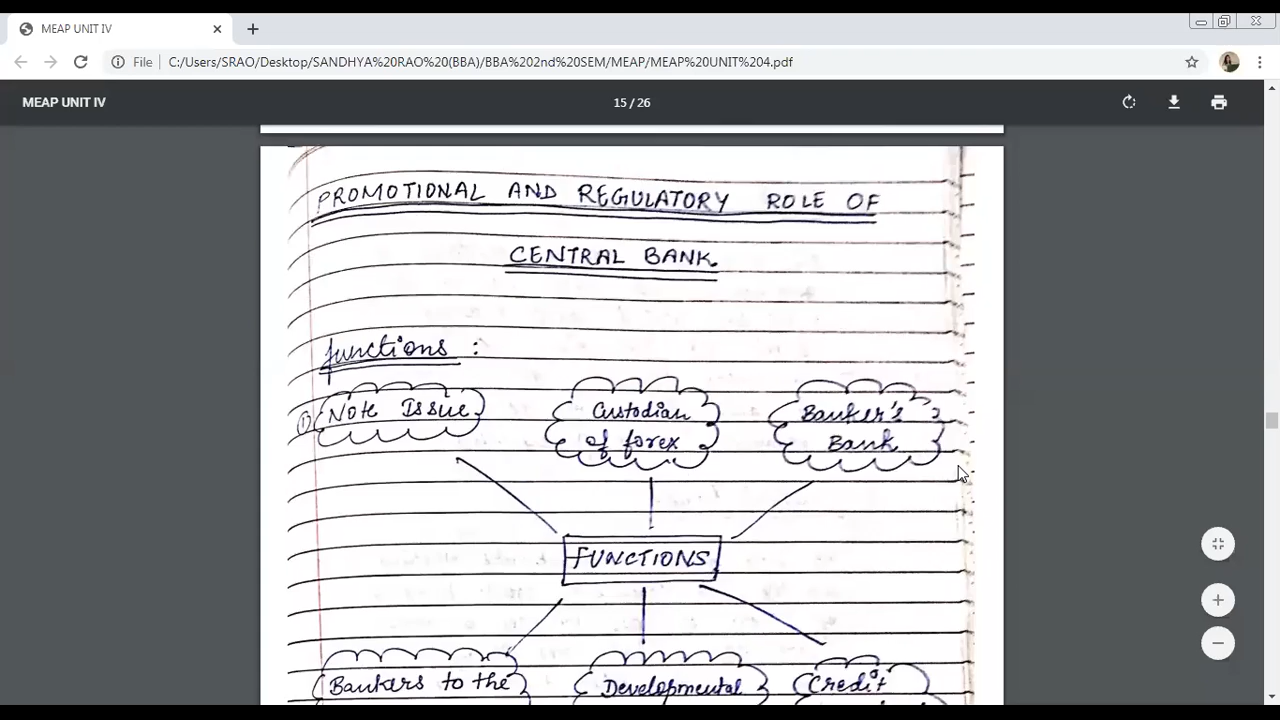 MEAP UNIT IV
File C:/Users/SRAO/Desktop/SANDHYA%20RAO%20(BBA)/BBA%202nd%20SEM/MEAP/MEAP%20UNIT%204.pdf
MEAP UNIT IV 15 / 26
PROMOTIONAL AND REGULATORY ROLE OF
CENTRAL BANK.
functions :
① Note Issue
Custodian
of forex
Banker's
Bank
FUNCTIONS
Bankers to the
Developmental
Credit